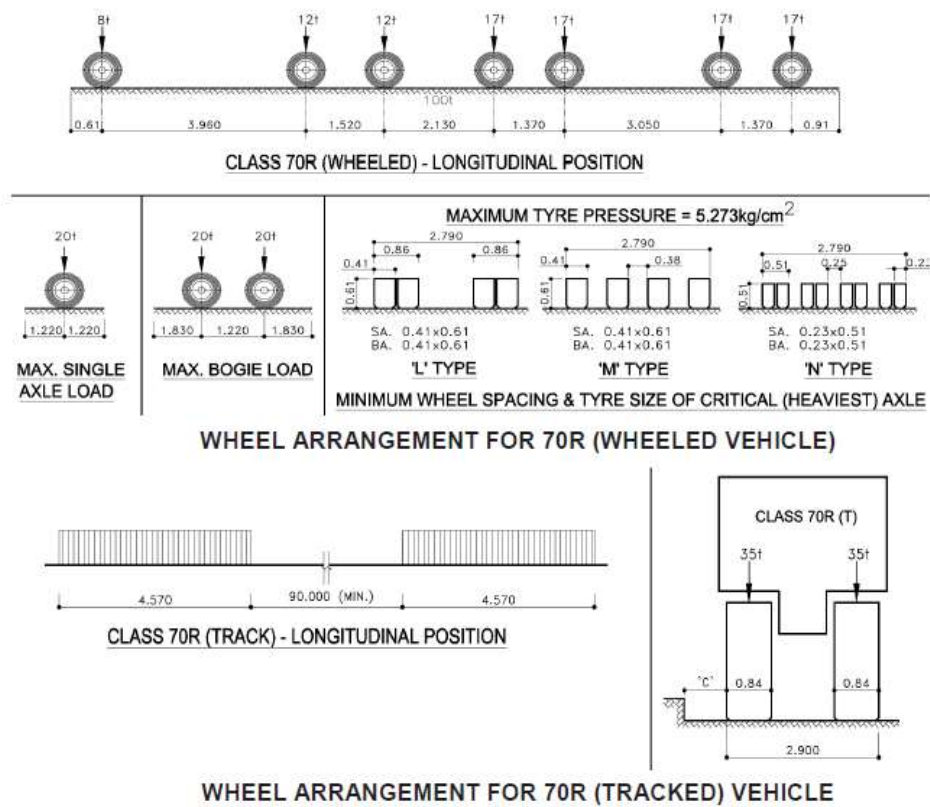 8t 12t 12t 17t 17t 17t 17t
100t
0.61 3.960 1.520 2.130 1.370 3.050 1.370 0.91
CLASS 70R (WHEELED) - LONGITUDINAL POSITION
20t
1.220 1.220
MAX. SINGLE
AXLE LOAD
20t 20t
1.830 1.220 1.830
MAX. BOGIE LOAD
MAXIMUM TYRE PRESSURE = 5.273kg/cm2
2.790
0.86 0.86
0.41
0.61
SA. 0.41x0.61
BA. 0.41x0.61
'L' TYPE
2.790
0.41 0.38
0.61
SA. 0.41x0.61
BA. 0.41x0.61
'M' TYPE
2.790
0.51 0.25
0.51
SA. 0.23x0.51
BA. 0.23x0.51
'N' TYPE
MINIMUM WHEEL SPACING & TYRE SIZE OF CRITICAL (HEAVIEST) AXLE
WHEEL ARRANGEMENT FOR 70R (WHEELED VEHICLE)
4.570 90.000 (MIN.) 4.570
CLASS 70R (TRACK) - LONGITUDINAL POSITION
CLASS 70R (T)
35t 35t
'C' 0.84 0.84
2.900
WHEEL ARRANGEMENT FOR 70R (TRACKED) VEHICLE